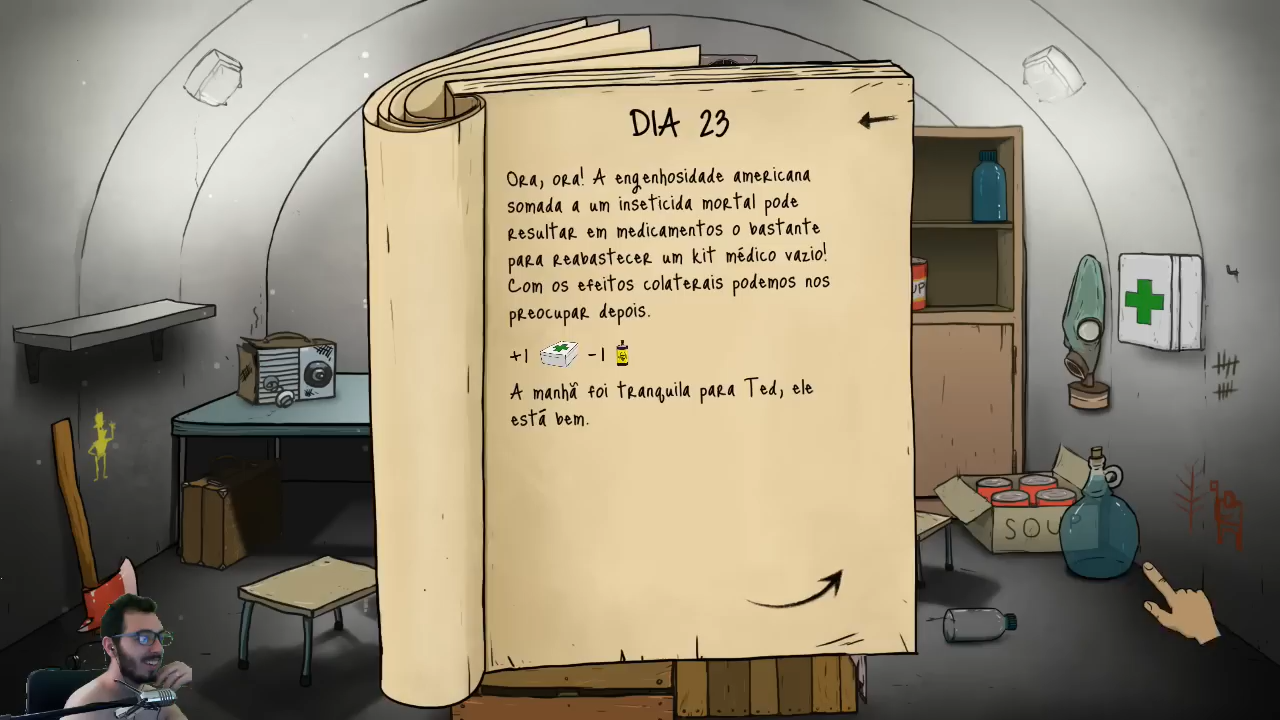 DIA 23
Ora, ora! A engenhosidade americana
somada a um inseticida mortal pode
resultar em medicamentos o bastante
para reabastecer um kit médico vazio!
Com os efeitos colaterais podemos nos
preocupar depois.
+1 -1
A manhã foi tranquila para Ted, ele
está bem.
UP
SOUP